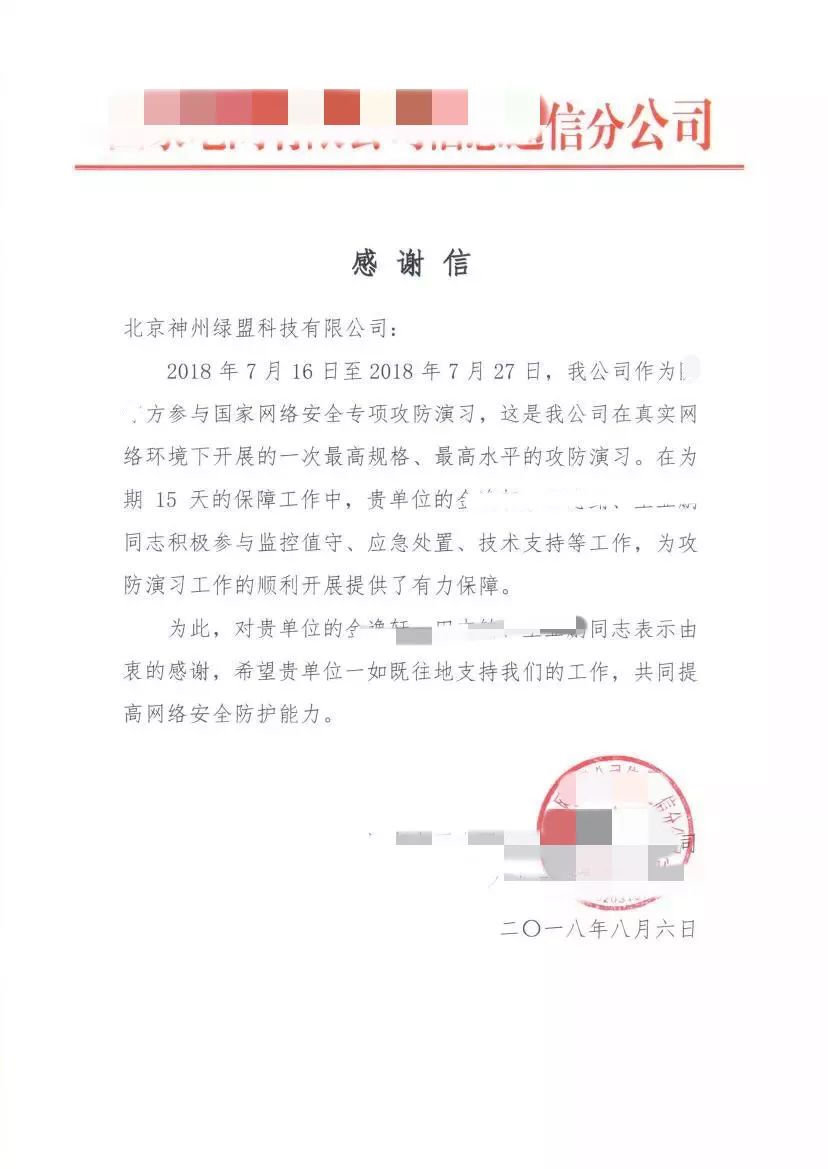 信分公司
感谢信
北京神州绿盟科技有限公司：
2018 年 7 月 16 日至 2018 年 7 月 27 日，我公司作为
方参与国家网络安全专项攻防演习，这是我公司在真实网
络环境下开展的一次最高规格、最高水平的攻防演习。在为
期 15 天的保障工作中，贵单位的
同志积极参与监控值守、应急处置、技术支持等工作，为攻
防演习工作的顺利开展提供了有力保障。
为此，对贵单位的 同志表示由
衷的感谢，希望贵单位一如既往地支持我们的工作，共同提
高网络安全防护能力。
信分公司
二〇一八年八月六日